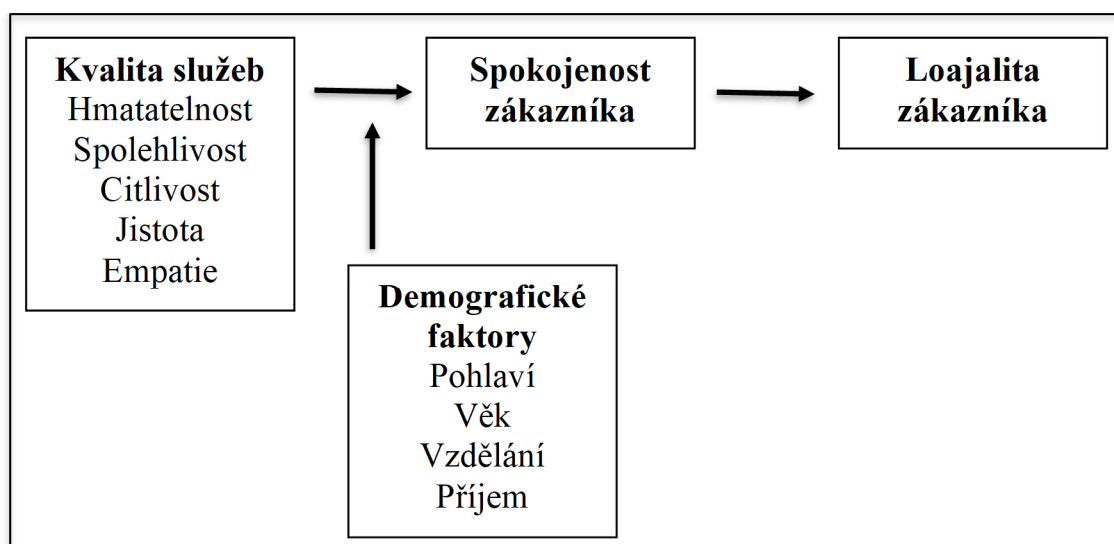 Kvalita služeb
Hmatatelnost
Spolehlivost
Citlivost
Jistota
Empatie
Spokojenost
zákazníka
Loajalita
zákazníka
Demografické
faktory
Pohlaví
Věk
Vzdělání
Příjem